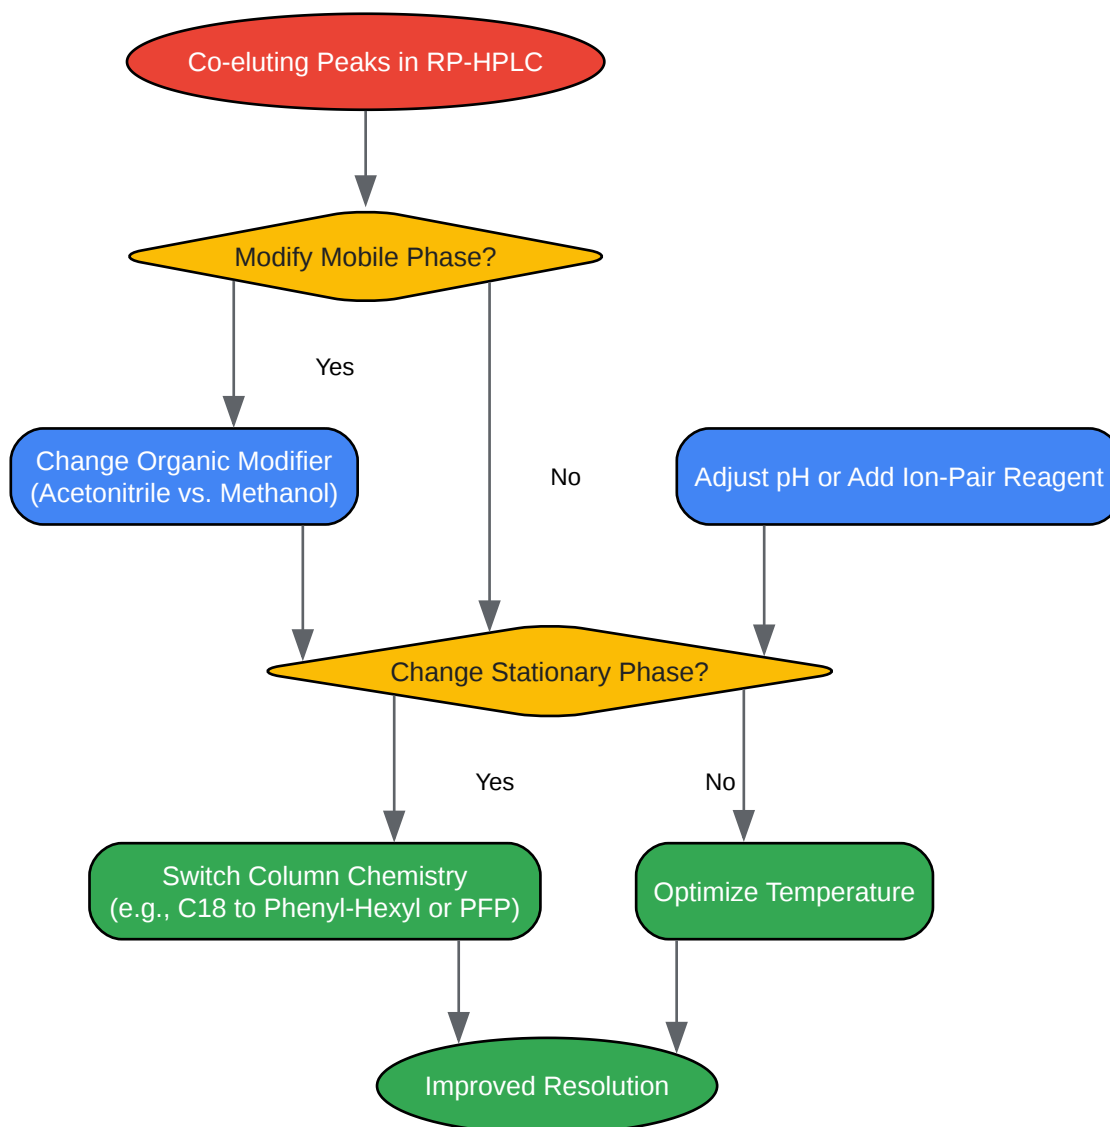 Co-eluting Peaks in RP-HPLC
Modify Mobile Phase?
Yes
Change Organic Modifier
(Acetonitrile vs. Methanol)
No
Adjust pH or Add Ion-Pair Reagent
Change Stationary Phase?
Yes
No
Switch Column Chemistry
(e.g., C18 to Phenyl-Hexyl or PFP)
Optimize Temperature
Improved Resolution